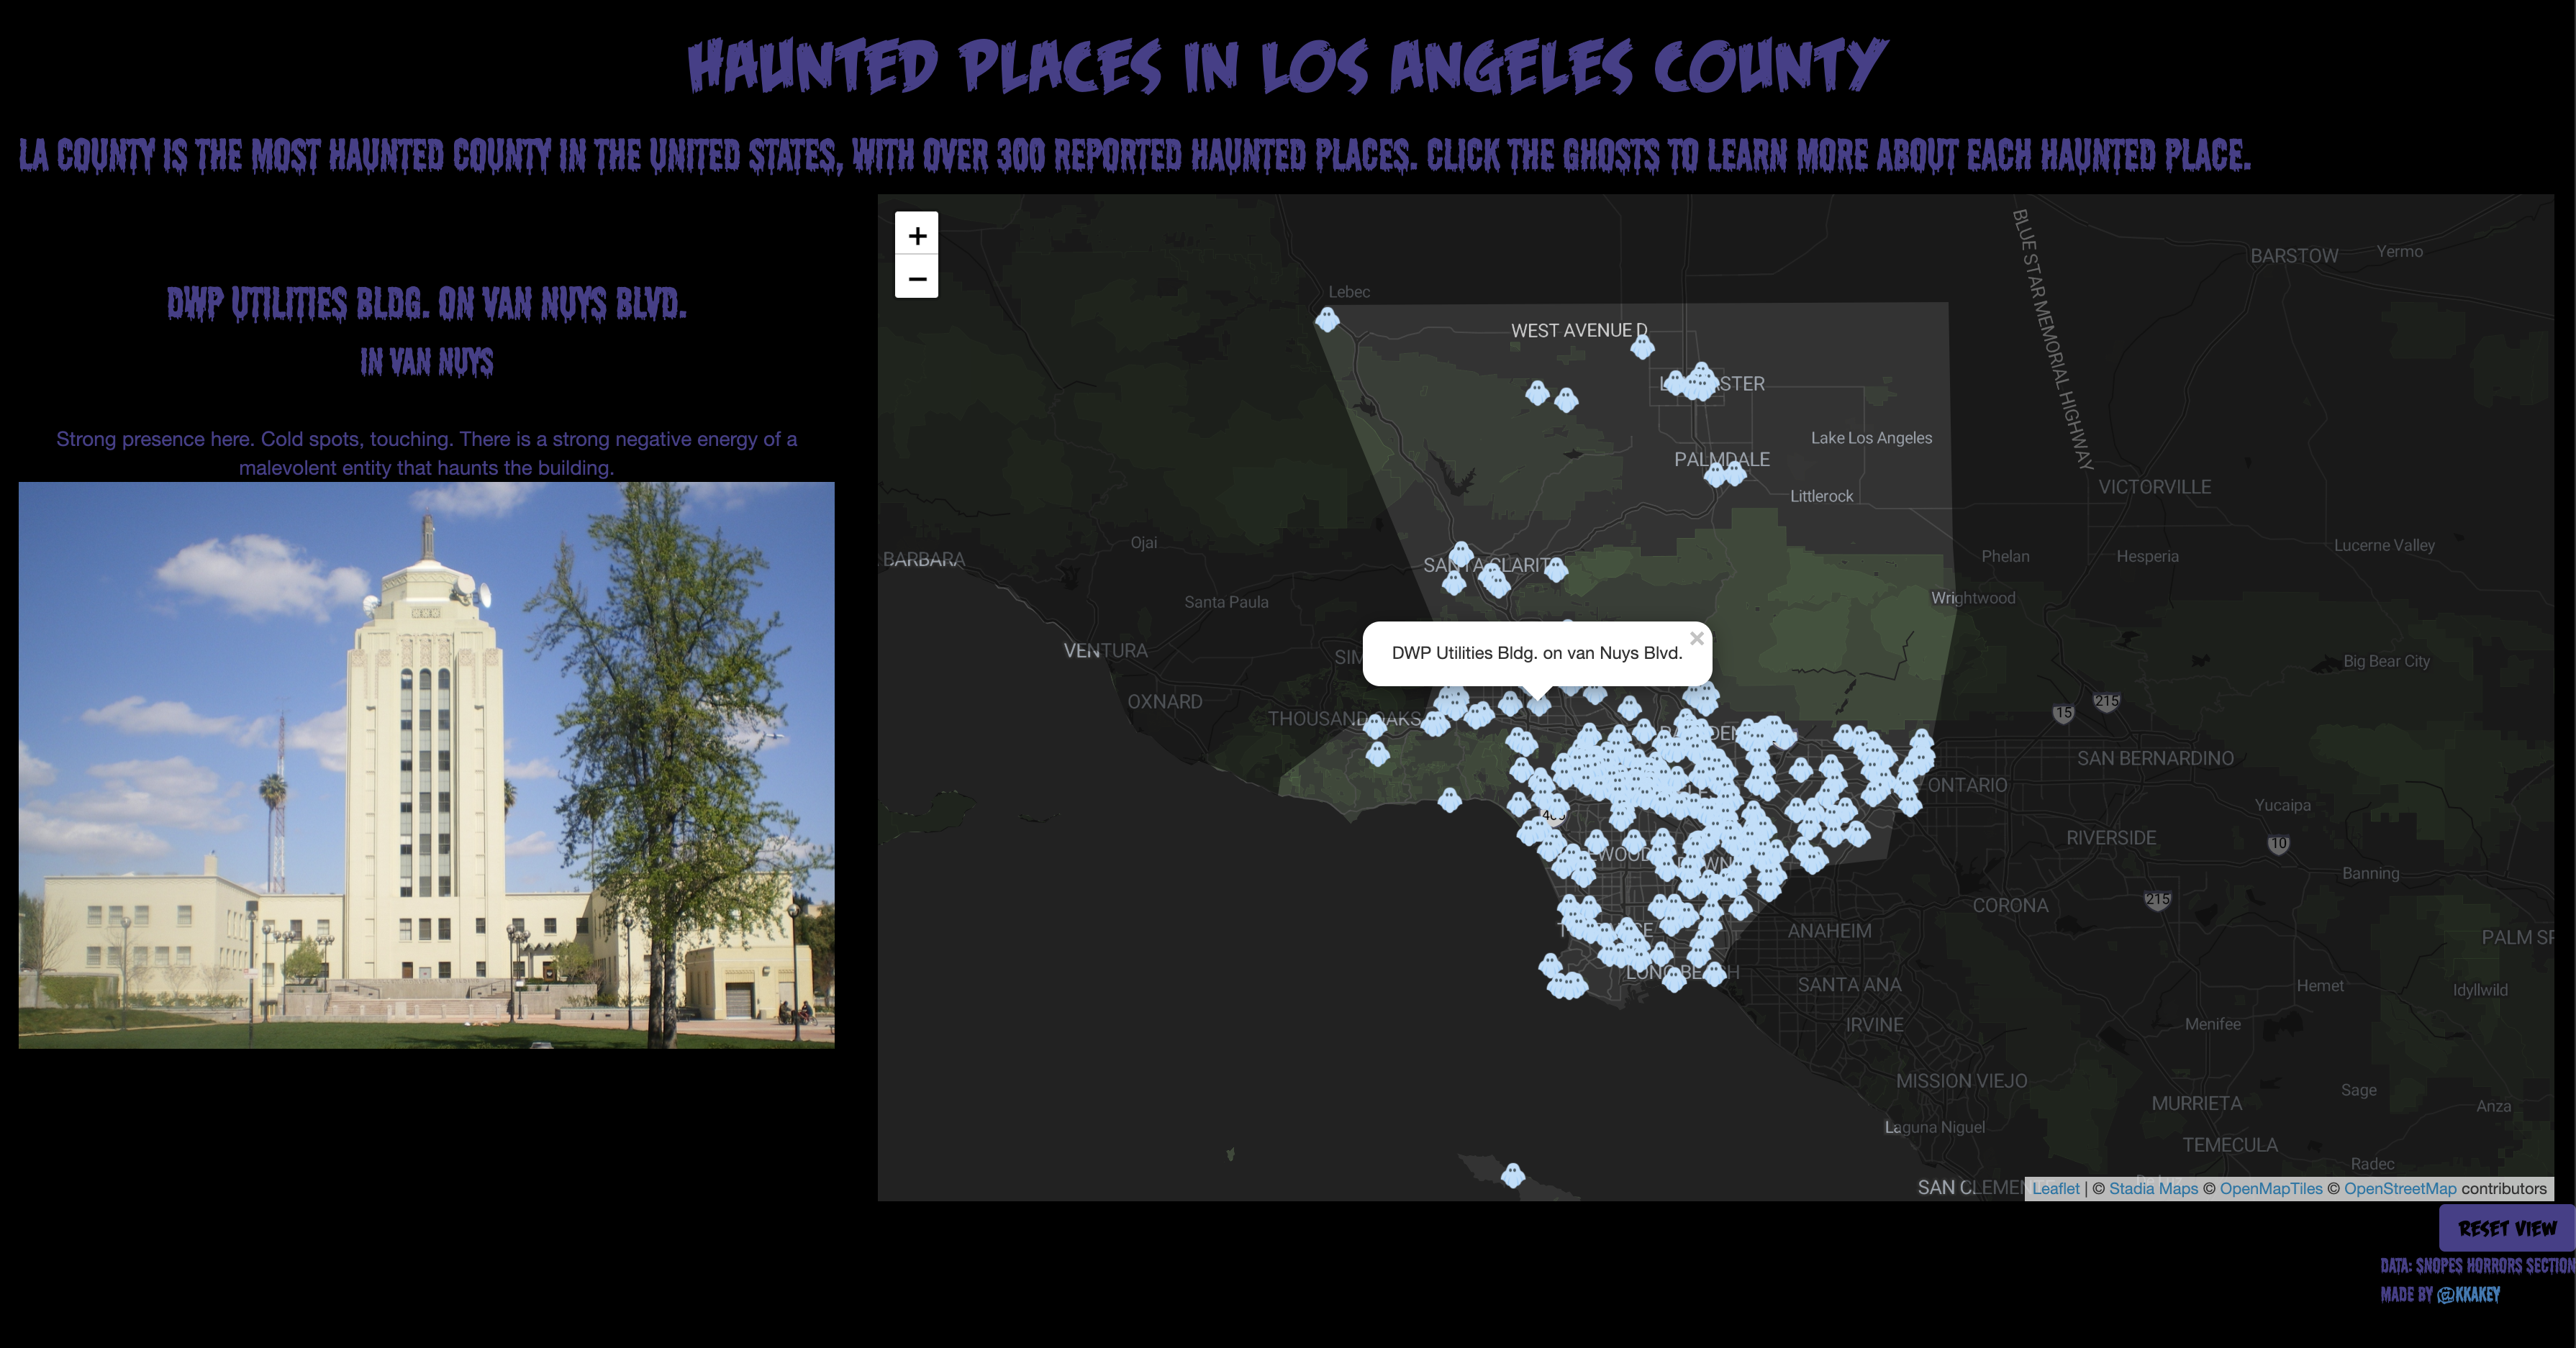 HAUNTED PLACES IN LOS ANGELES COUNTY
LA COUNTY IS THE MOST HAUNTED COUNTY IN THE UNITED STATES, WITH OVER 300 REPORTED HAUNTED PLACES. CLICK THE GHOSTS TO LEARN MORE ABOUT EACH HAUNTED PLACE.
DWP UTILITIES BLDG. ON VAN NUYS BLVD.
IN VAN NUYS
Strong presence here. Cold spots, touching. There is a strong negative energy of a
malevolent entity that haunts the building.
+
−
BLUE STAR MEMORIAL HIGHWAY
BARSTOW
Yermo
Lebec
WEST AVENUE D
STER
Lake Los Angeles
PALMDALE
VICTORVILLE
Littlerock
Ojai
BARBARA
Phelan
Hesperia
Lucerne Valley
Santa Paula
Wrightwood
VENTURA
SIM
DWP Utilities Bldg. on van Nuys Blvd.
×
Big Bear City
OXNARD
THOUSAND OAKS
15
215
SAN BERNARDINO
ONTARIO
Yucaipa
RIVERSIDE
10
EWOOD
Banning
215
CORONA
ANAHEIM
PALM SP
LONG BEACH
SANTA ANA
Hemet
Idyllwild
IRVINE
Menifee
MISSION VIEJO
Sage
MURRIETA
Anza
Laguna Niguel
TEMECULA
Radec
SAN CLEMEN
Leaflet | © Stadia Maps © OpenMapTiles © OpenStreetMap contributors
RESET VIEW
DATA: SNOPES HORRORS SECTION
MADE BY @KKAKEY